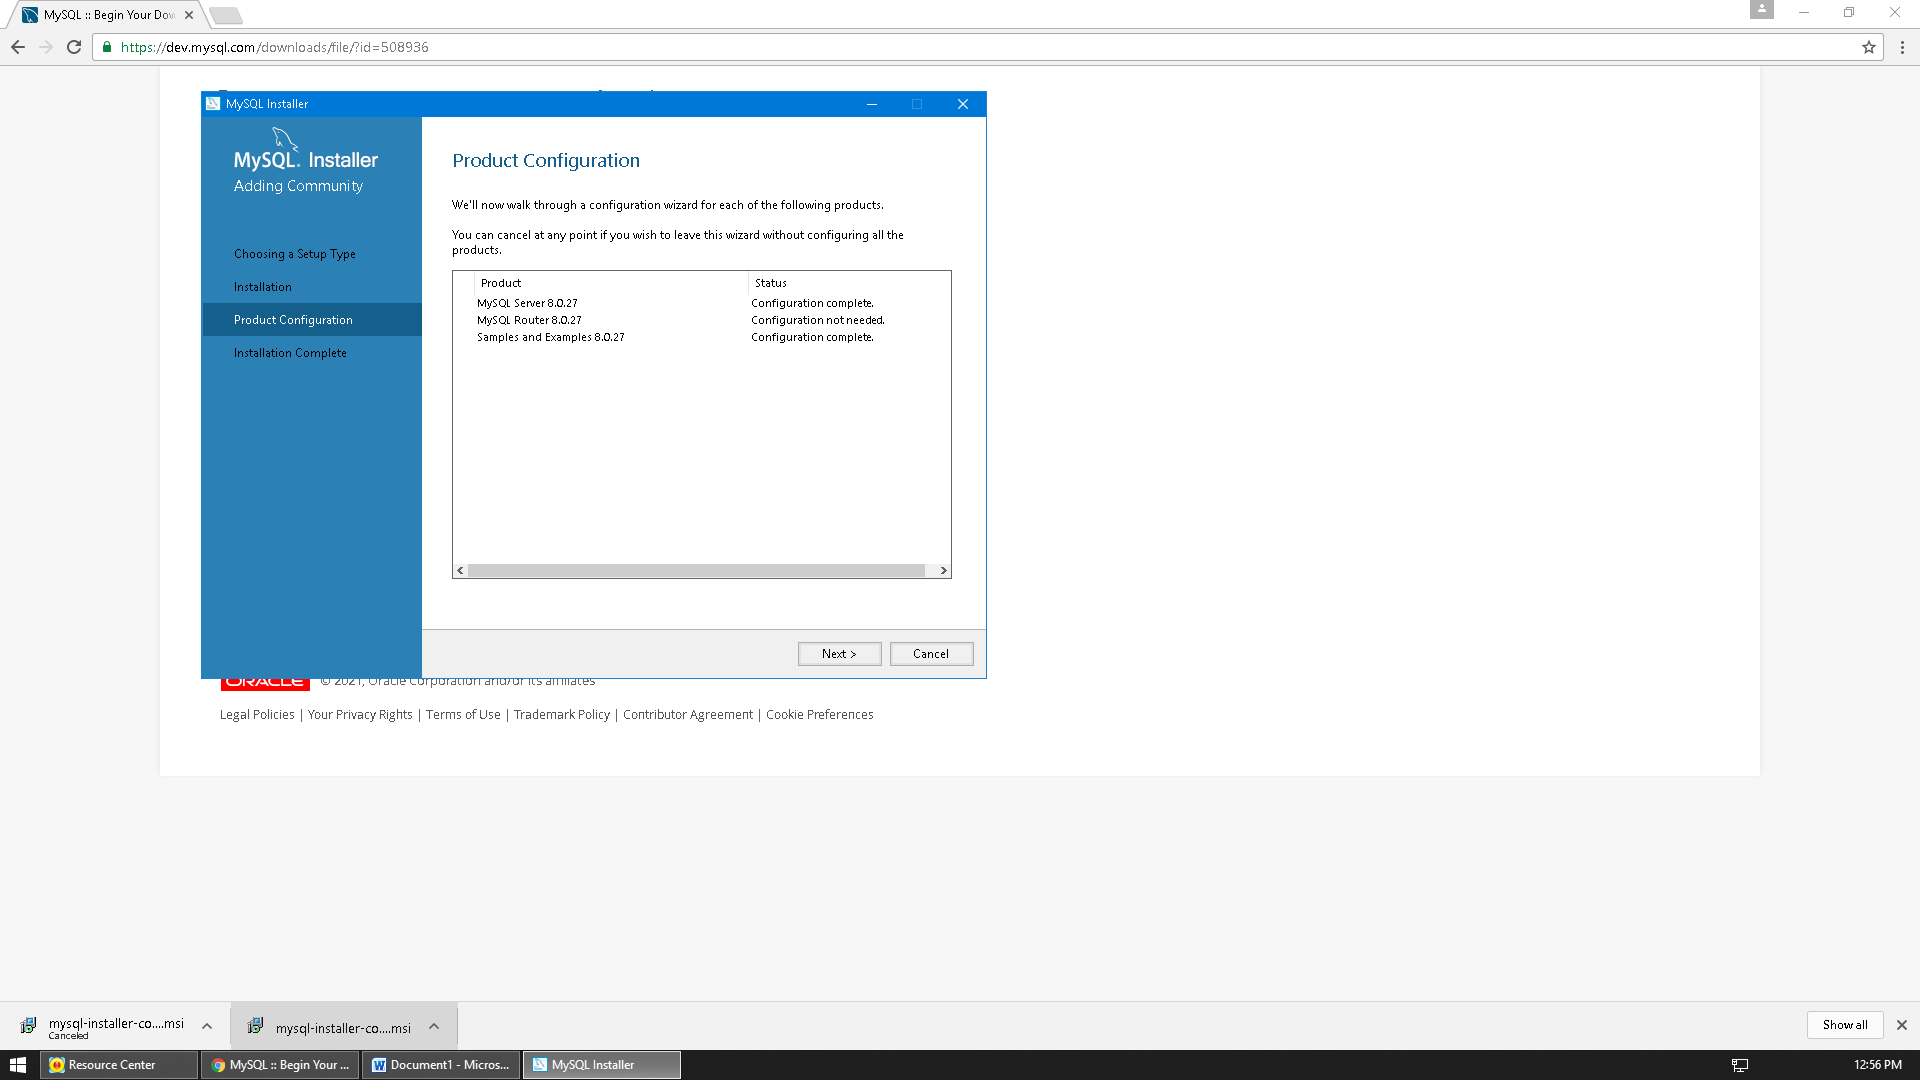 MySQL :: Begin Your Dow
https://dev.mysql.com/downloads/file/?id=508936
MySQL Installer
MySQL. Installer
Adding Community
Choosing a Setup Type
Installation
Product Configuration
Installation Complete
Product Configuration
We'll now walk through a configuration wizard for each of the following products.
You can cancel at any point if you wish to leave this wizard without configuring all the
products.
Product Status
MySQL Server 8.0.27 Configuration complete.
MySQL Router 8.0.27 Configuration not needed.
Samples and Examples 8.0.27 Configuration complete.
Next > Cancel
ORACLE © 2021, Oracle Corporation and/or its affiliates
Legal Policies | Your Privacy Rights | Terms of Use | Trademark Policy | Contributor Agreement | Cookie Preferences
mysql-installer-co....msi
Canceled
mysql-installer-co....msi
Show all
Resource Center
MySQL :: Begin Your ...
Document1 - Micros...
MySQL Installer
12:56 PM